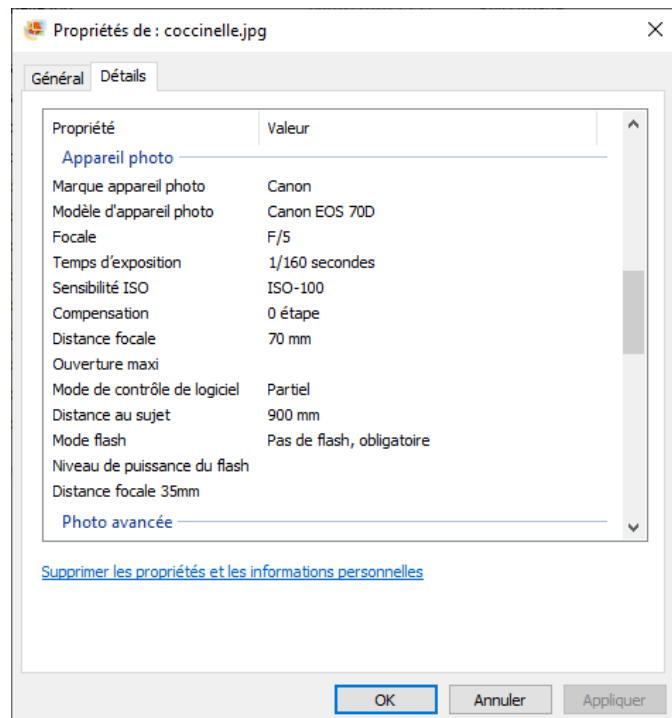 Propriétés de : coccinelle.jpg
Général Détails
Propriété Valeur
Appareil photo
Marque appareil photo Canon
Modèle d'appareil photo Canon EOS 70D
Focale F/5
Temps d'exposition 1/160 secondes
Sensibilité ISO ISO-100
Compensation 0 étape
Distance focale 70 mm
Ouverture maxi
Mode de contrôle de logiciel Partiel
Distance au sujet 900 mm
Mode flash Pas de flash, obligatoire
Niveau de puissance du flash
Distance focale 35mm
Photo avancée
Supprimer les propriétés et les informations personnelles
OK Annuler Appliquer